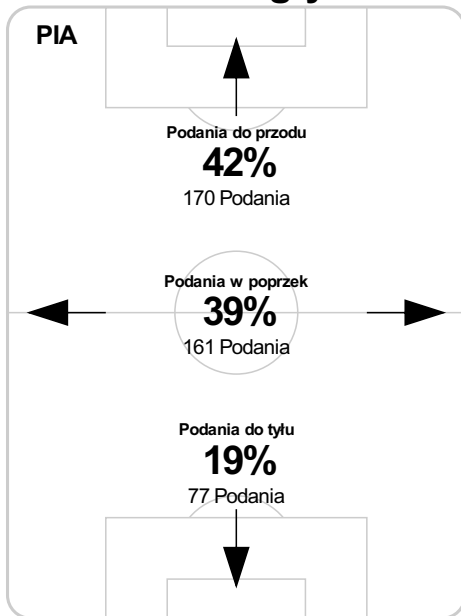 PIA
Podania do przodu
42%
170 Podania
Podania w poprzek
39%
161 Podania
Podania do tyłu
19%
77 Podania